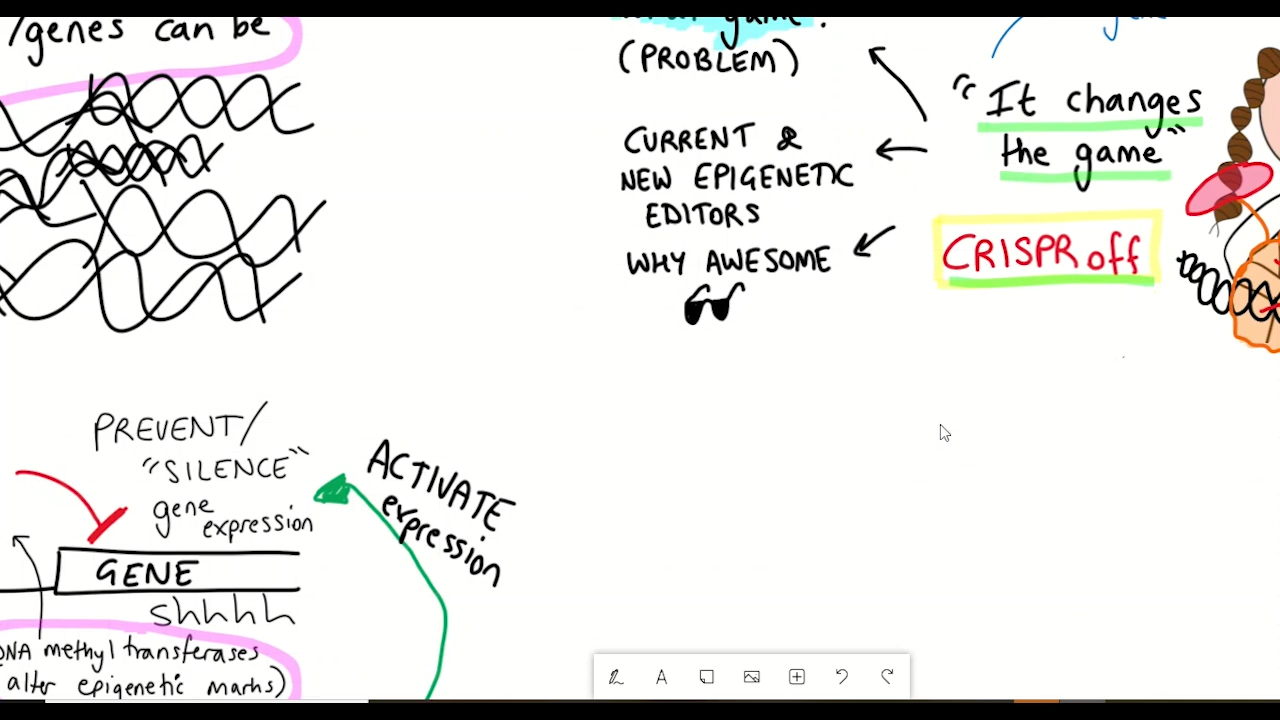 /genes can be
game?
(PROBLEM)
CURRENT &
NEW EPIGENETIC
EDITORS
WHY AWESOME
"It changes
the game"
CRISPRoff
PREVENT/
"SILENCE"
gene
expression
ACTIVATE
expression
GENE
shhhh
DNA methyl transferases
alter epigenetic marks)
A